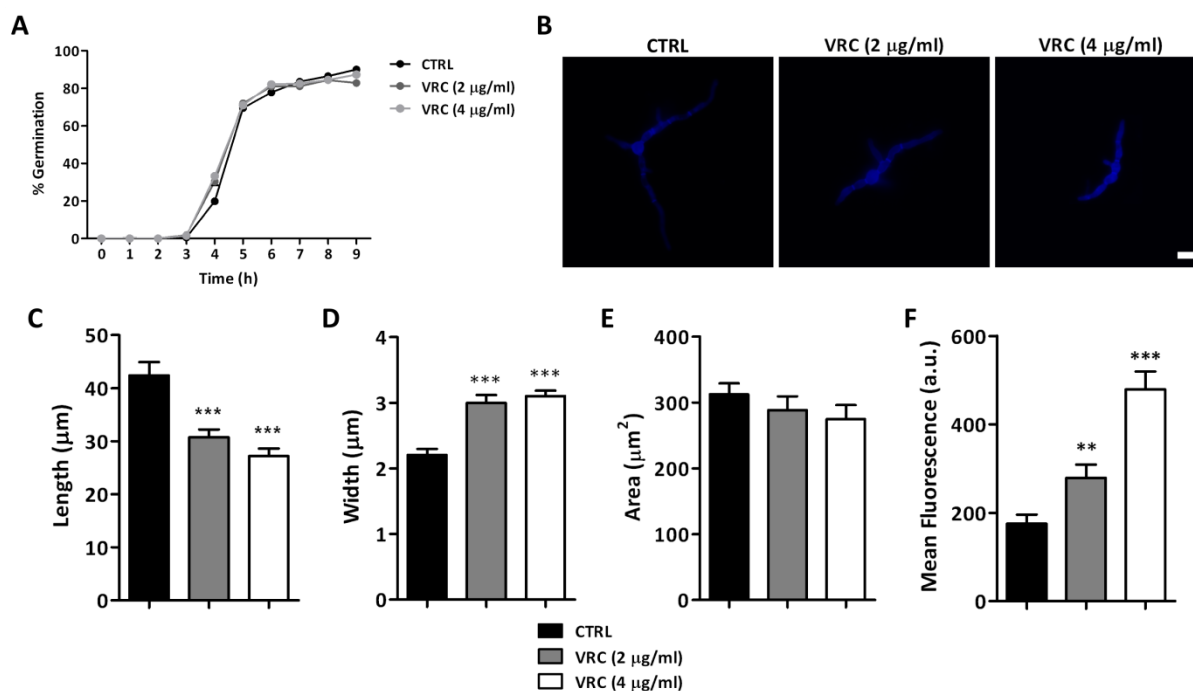 A
% Germination
100
80
60
40
20
0
0 1 2 3 4 5 6 7 8 9
Time (h)
CTRL
VRC (2 μg/ml)
VRC (4 μg/ml)
B
CTRL
VRC (2 μg/ml)
VRC (4 μg/ml)
C
Length (μm)
50
40
30
20
10
0
***
***
D
Width (μm)
4
3
2
1
0
***
***
E
Area (μm²)
400
300
200
100
0
F
Mean Fluorescence (a.u.)
600
400
200
0
**
***
CTRL
VRC (2 μg/ml)
VRC (4 μg/ml)